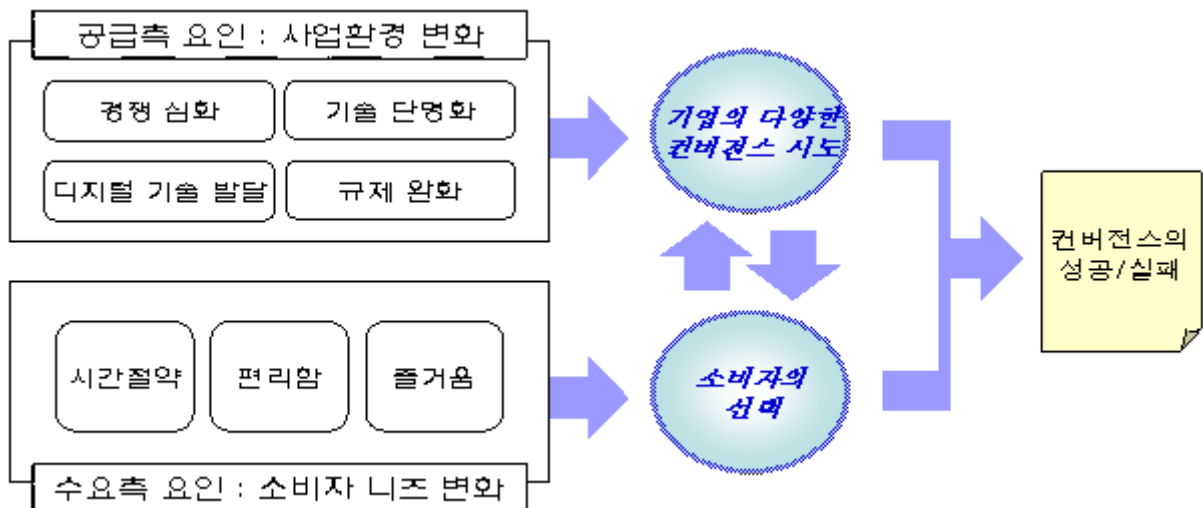 공급측 요인 : 사업환경 변화
경쟁 심화
기술 단명화
디지털 기술 발달
규제 완화
기업의 다양한
컨버전스 시도
컨버전스의
성공/실패
소비자의
선택
시간절약
편리함
즐거움
수요측 요인 : 소비자 니즈 변화